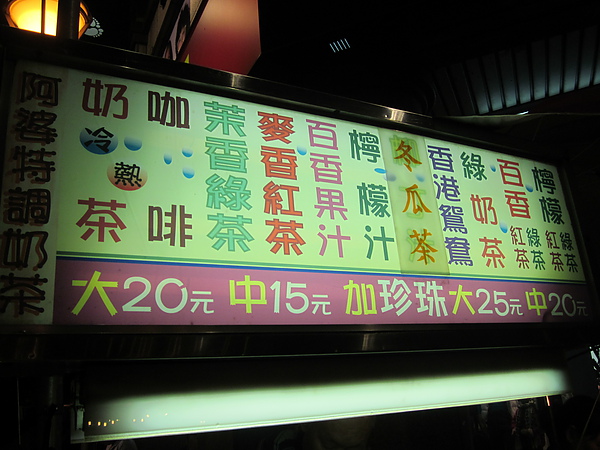 阿婆特調奶茶
奶茶
冷
熱
咖啡
茉香綠茶
麥香紅茶
百香果汁
檸檬汁
冬瓜茶
香港鴛鴦
綠奶茶
百香
紅茶
綠茶
檸檬
紅茶
綠茶
大20元 中15元 加珍珠大25元 中20元